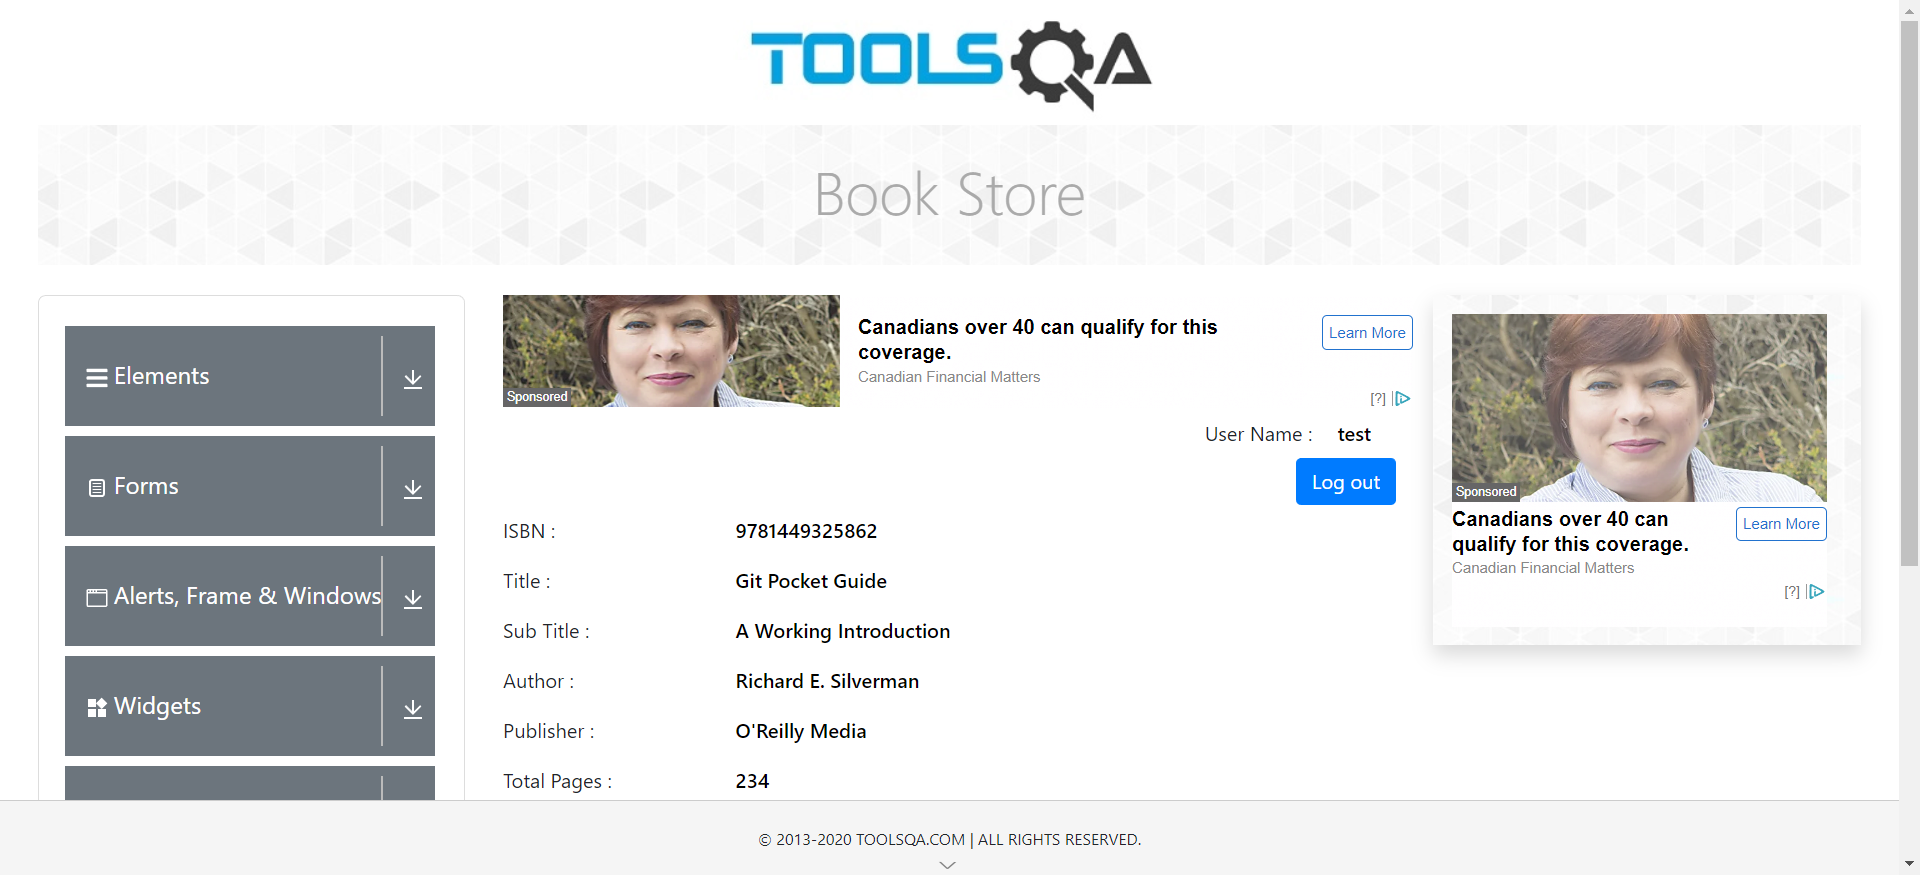 TOOLSQA
Book Store
Elements
Forms
Alerts, Frame & Windows
Widgets
Sponsored
Canadians over 40 can qualify for this
coverage.
Canadian Financial Matters
Learn More
[?]
User Name : test
Log out
ISBN : 9781449325862
Title : Git Pocket Guide
Sub Title : A Working Introduction
Author : Richard E. Silverman
Publisher : O'Reilly Media
Total Pages : 234
Sponsored
Canadians over 40 can
qualify for this coverage.
Canadian Financial Matters
Learn More
[?]
© 2013-2020 TOOLSQA.COM | ALL RIGHTS RESERVED.